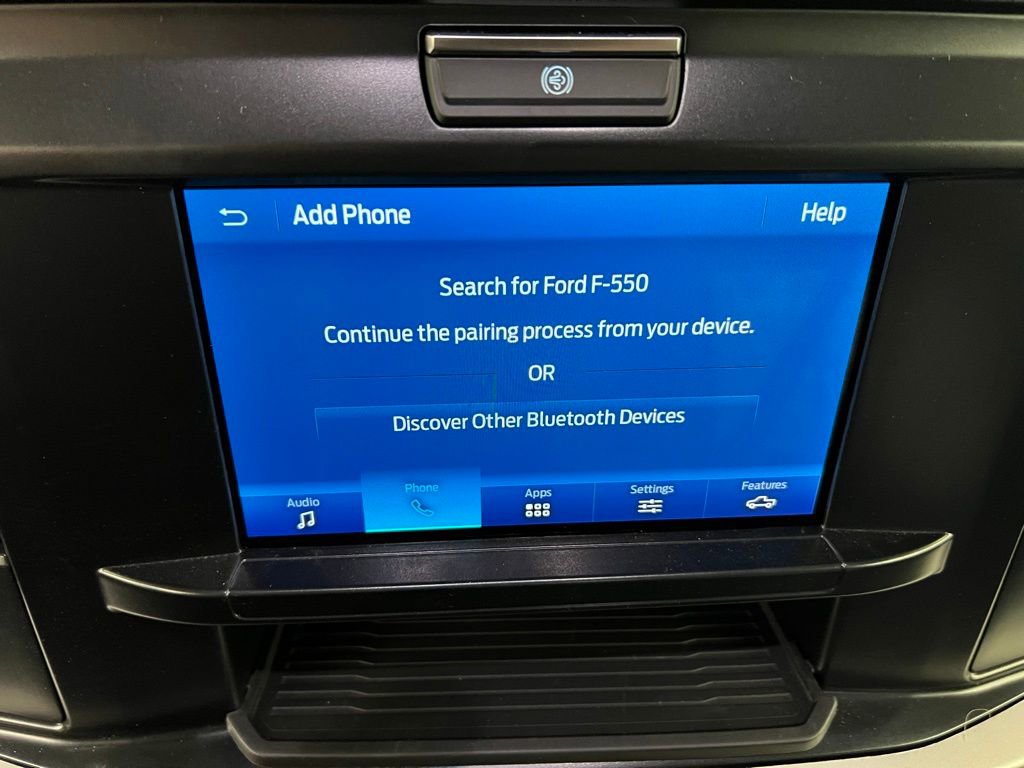 Add Phone
Help
Search for Ford F-550
Continue the pairing process from your device.
OR
Discover Other Bluetooth Devices
Audio
Phone
Apps
Settings
Features